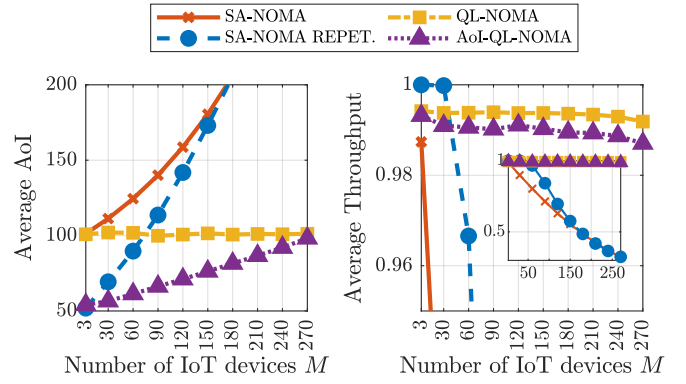 SA-NOMA QL-NOMA
SA-NOMA REPET. AoI-QL-NOMA
Average AoI
200
150
100
50
3 30 60 90 120 150 180 210 240 270
Number of IoT devices M
Average Throughput
1
0.98
0.96
3 30 60 90 120 150 180 210 240 270
Number of IoT devices M
1
0.5
50 150 250